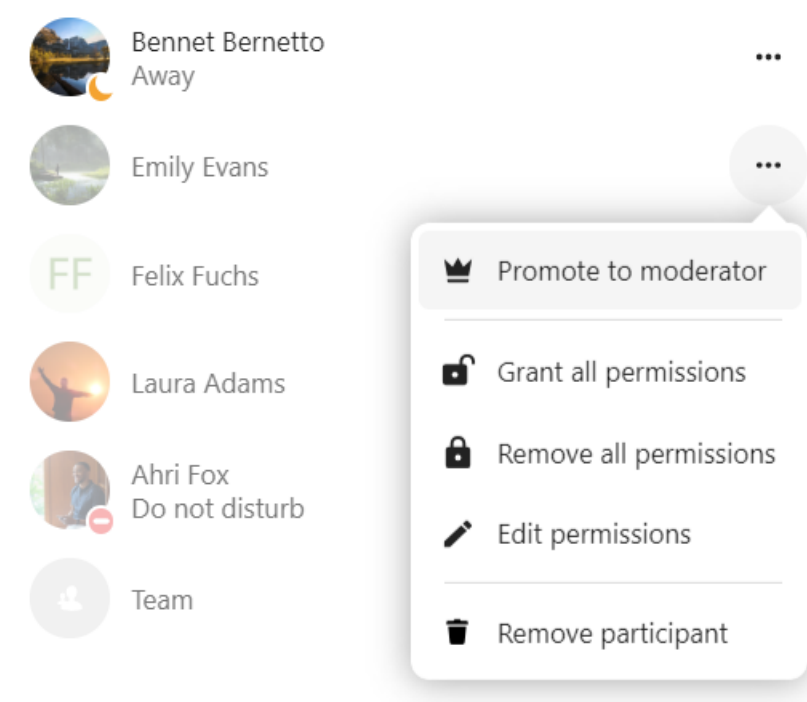 Bennet Bernetto
Away
Emily Evans
FF
Felix Fuchs
Laura Adams
Ahri Fox
Do not disturb
Team
Promote to moderator
Grant all permissions
Remove all permissions
Edit permissions
Remove participant